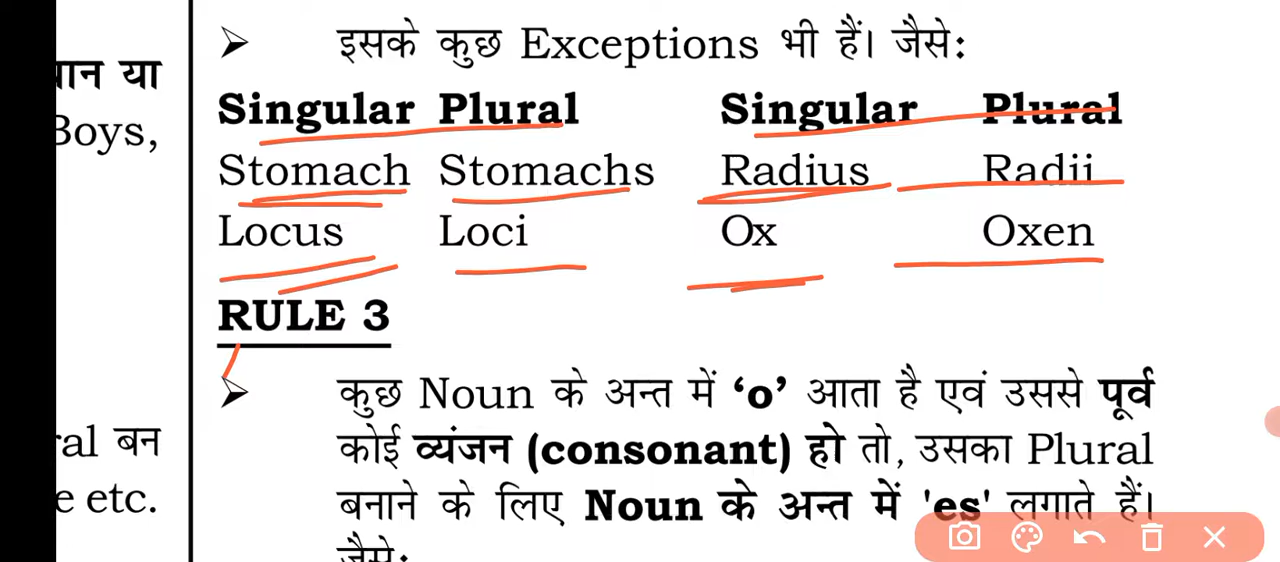 ➢ इसके कुछ Exceptions भी हैं। जैसे:
यान या
Singular Plural Singular Plural
Boys,
Stomach Stomachs Radius Radii
Locus Loci Ox Oxen
RULE 3
➢ कुछ Noun के अन्त में ‘o’ आता है एवं उससे पूर्व
ral बन
कोई व्यंजन (consonant) हो तो, उसका Plural
e etc.
बनाने के लिए Noun के अन्त में 'es' लगाते हैं।
जैसे: